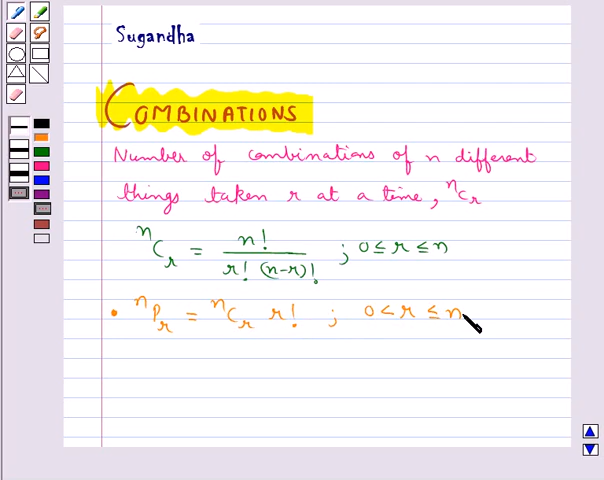 Sugandha
COMBINATIONS
Number of combinations of n different
things taken r at a time, ⁿCᵣ
ⁿCᵣ = n! / r! (n-r)! ; 0 ≤ r ≤ n
• ⁿPᵣ = ⁿCᵣ r! ; 0 < r ≤ n